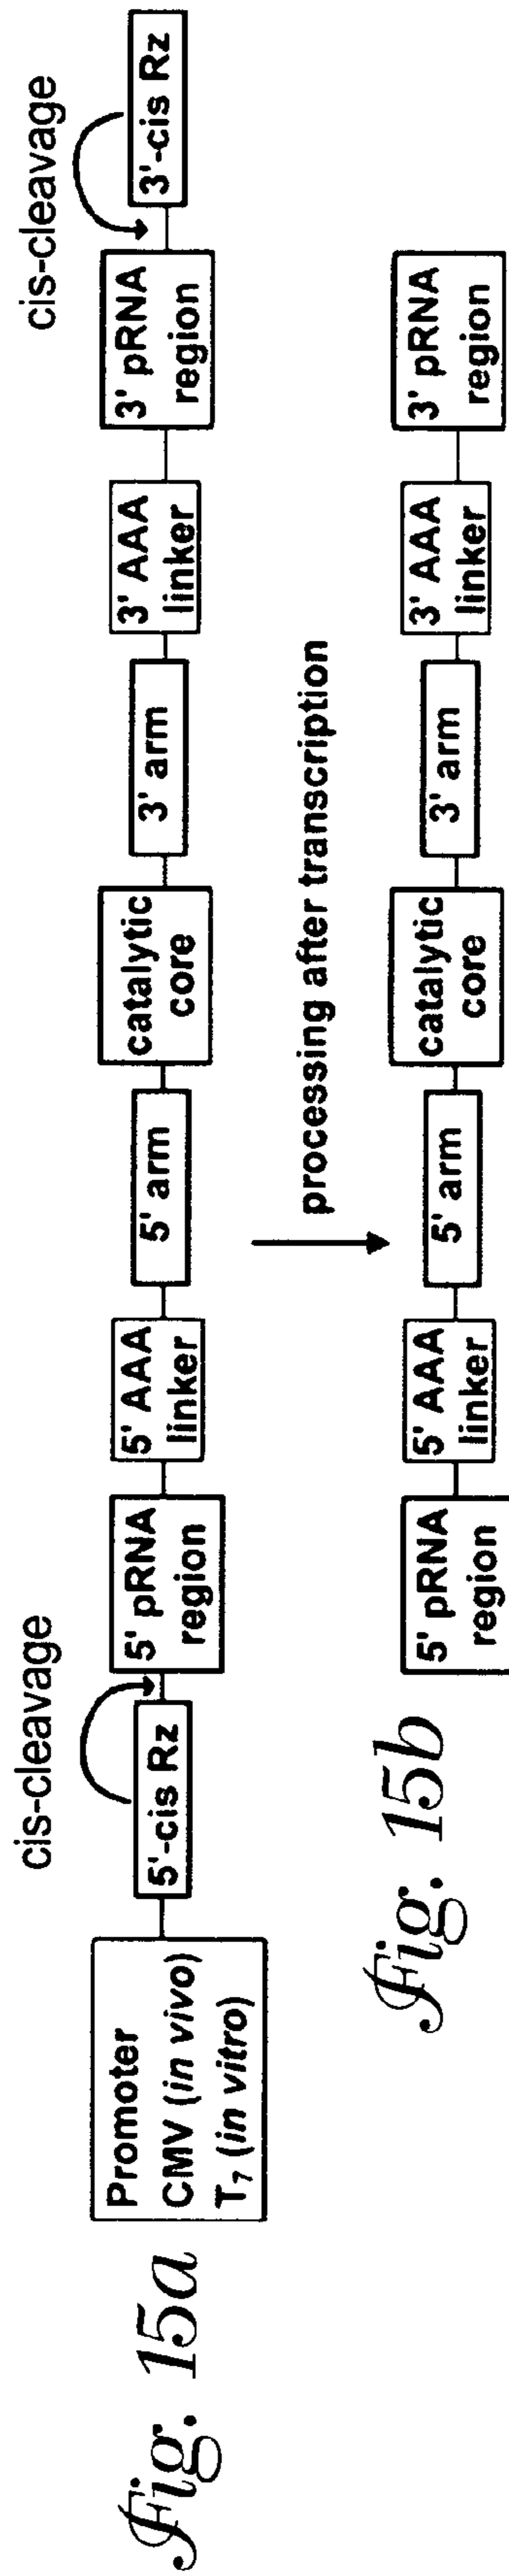 Fig. 15a
Promoter
CMV (in vivo)
T7 (in vitro)
cis-cleavage
5'-cis Rz
5' pRNA
region
5' AAA
linker
5' arm
catalytic
core
3' arm
3' AAA
linker
3' pRNA
region
cis-cleavage
3'-cis Rz
processing after transcription
Fig. 15b
5' pRNA
region
5' AAA
linker
5' arm
catalytic
core
3' arm
3' AAA
linker
3' pRNA
region